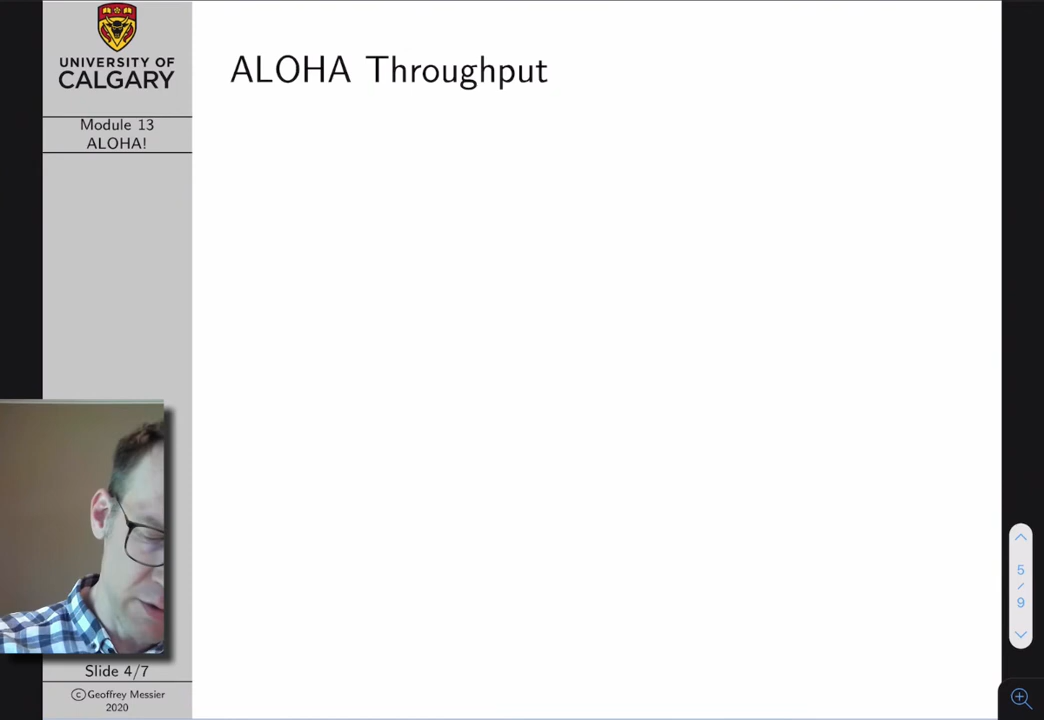 UNIVERSITY OF
CALGARY
Module 13
ALOHA!
ALOHA Throughput
Slide 4/7
©Geoffrey Messier
2020
5
/
9